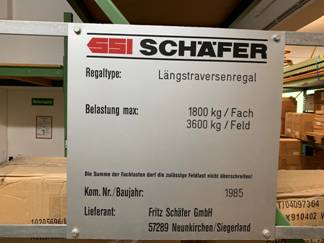 SSI SCHÄFER
Regaltype: Längstraversenregal
Belastung max: 1800 kg / Fach
3600 kg / Feld
Die Summe der Fachlasten darf die zulässige Feldlast nicht überschreiten!
Kom. Nr./Baujahr: 1985
Lieferant: Fritz Schäfer GmbH
57289 Neunkirchen/Siegerland